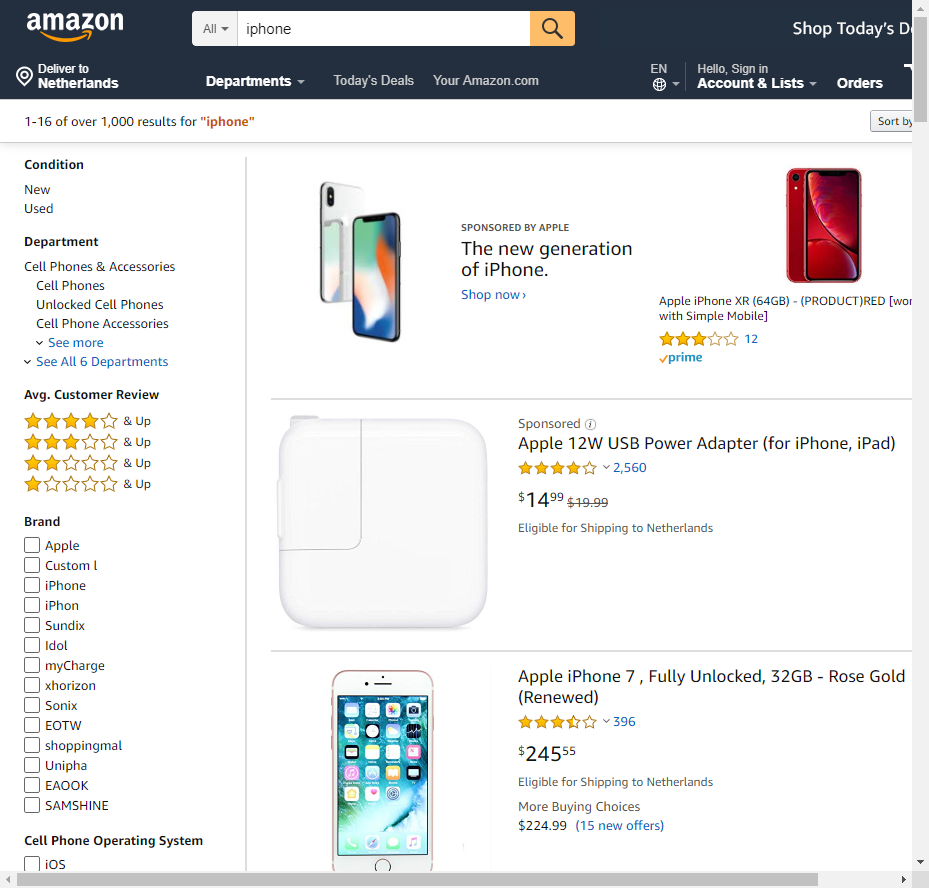 amazon
All
iphone
Shop Today's D
Deliver to
Netherlands
Departments
Today's Deals
Your Amazon.com
EN
Hello, Sign in
Account & Lists
Orders
1-16 of over 1,000 results for "iphone"
Sort by
Condition
New
Used
Department
Cell Phones & Accessories
Cell Phones
Unlocked Cell Phones
Cell Phone Accessories
See more
See All 6 Departments
Avg. Customer Review
& Up
& Up
& Up
& Up
Brand
Apple
Custom l
iPhone
iPhon
Sundix
Idol
myCharge
xhorizon
Sonix
EOTW
shoppingmal
Unipha
EAOOK
SAMSHINE
Cell Phone Operating System
iOS
SPONSORED BY APPLE
The new generation
of iPhone.
Shop now ›
Apple iPhone XR (64GB) - (PRODUCT)RED [wor
with Simple Mobile]
12
prime
Sponsored
Apple 12W USB Power Adapter (for iPhone, iPad)
2,560
$14.99 $19.99
Eligible for Shipping to Netherlands
Apple iPhone 7 , Fully Unlocked, 32GB - Rose Gold
(Renewed)
396
$245.55
Eligible for Shipping to Netherlands
More Buying Choices
$224.99 (15 new offers)